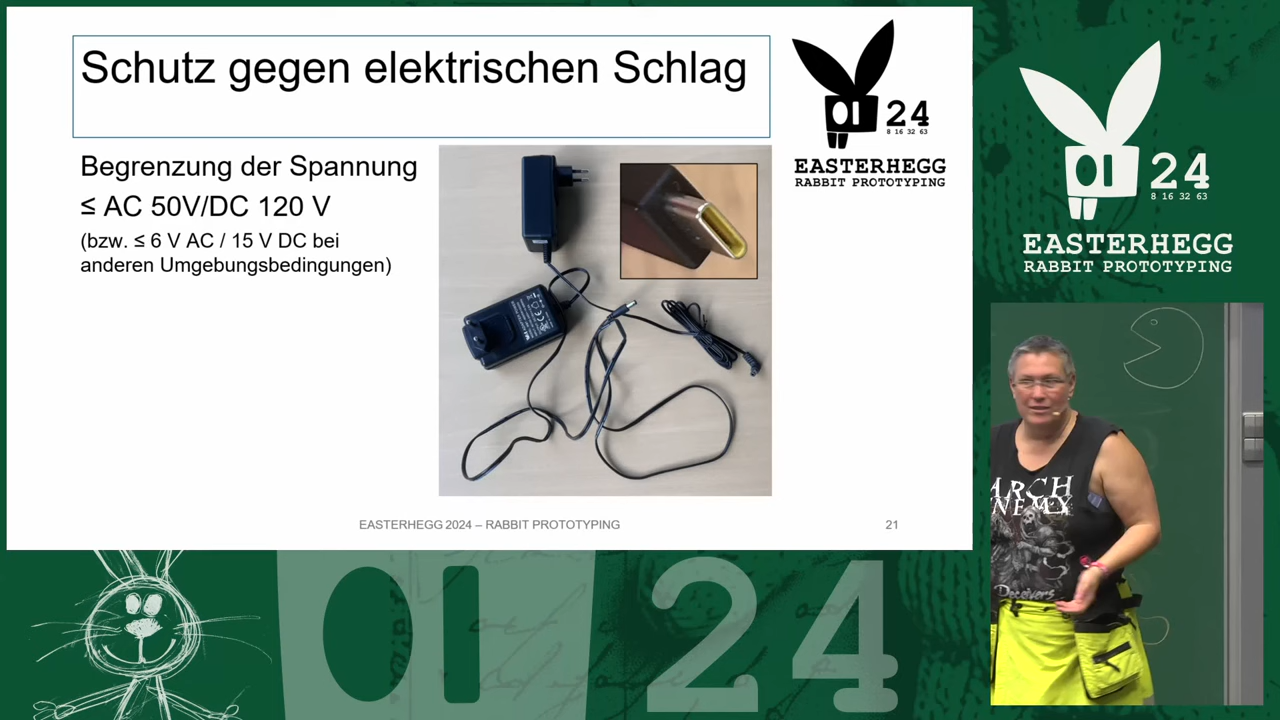 Schutz gegen elektrischen Schlag
Begrenzung der Spannung
≤ AC 50V/DC 120 V
(bzw. ≤ 6 V AC / 15 V DC bei
anderen Umgebungsbedingungen)
24
8 16 32 63
EASTERHEGG
RABBIT PROTOTYPING
EASTERHEGG 2024 – RABBIT PROTOTYPING
21
24
8 16 32 63
EASTERHEGG
RABBIT PROTOTYPING
ARCH
ENEMY
Deceivers
24